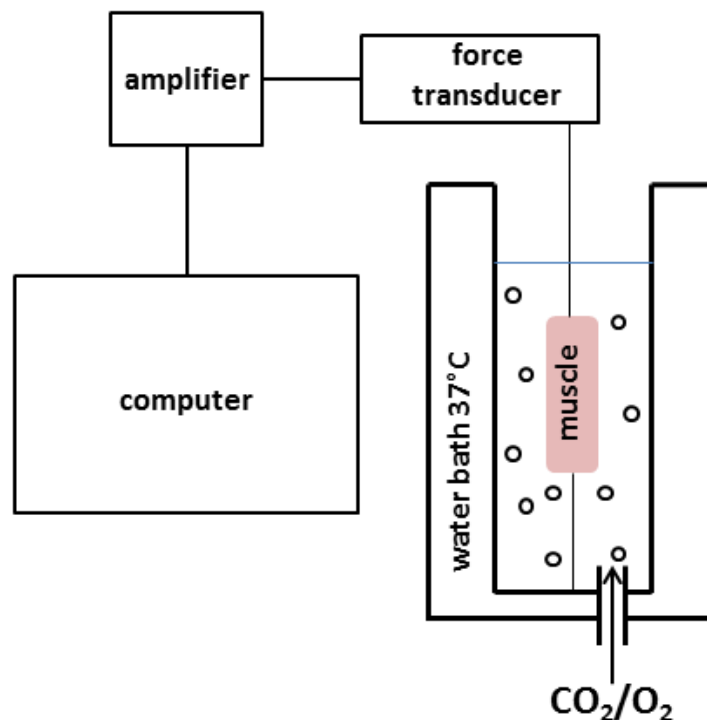 amplifier
force
transducer
computer
water bath 37°C
muscle
CO₂/O₂